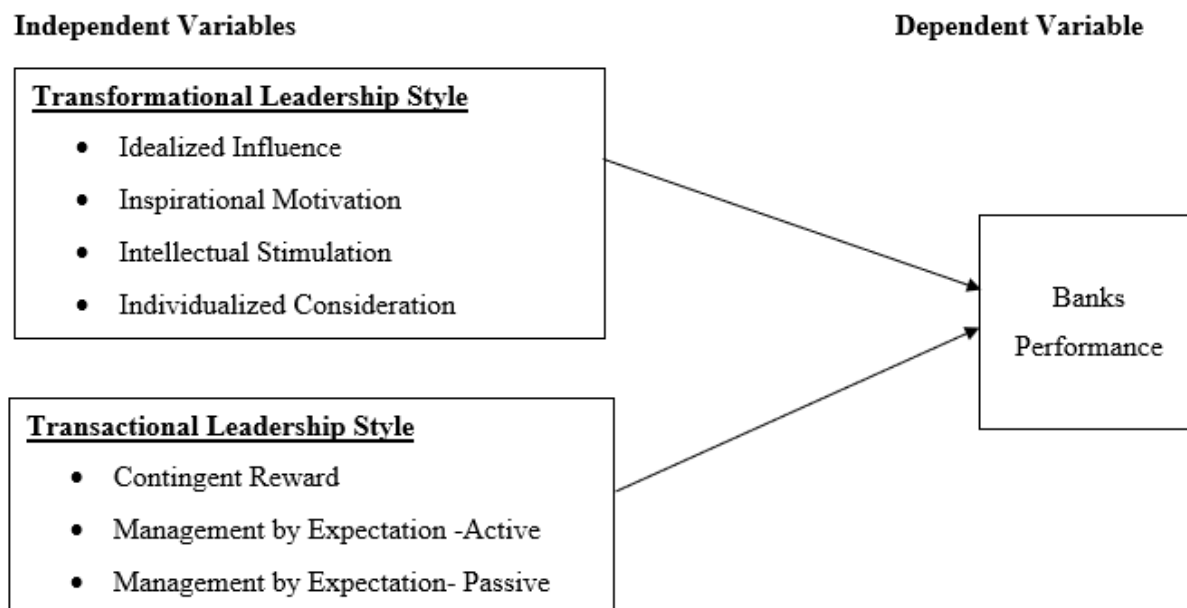 Independent Variables
Dependent Variable
Transformational Leadership Style
• Idealized Influence
• Inspirational Motivation
• Intellectual Stimulation
• Individualized Consideration
Banks
Performance
Transactional Leadership Style
• Contingent Reward
• Management by Expectation -Active
• Management by Expectation- Passive